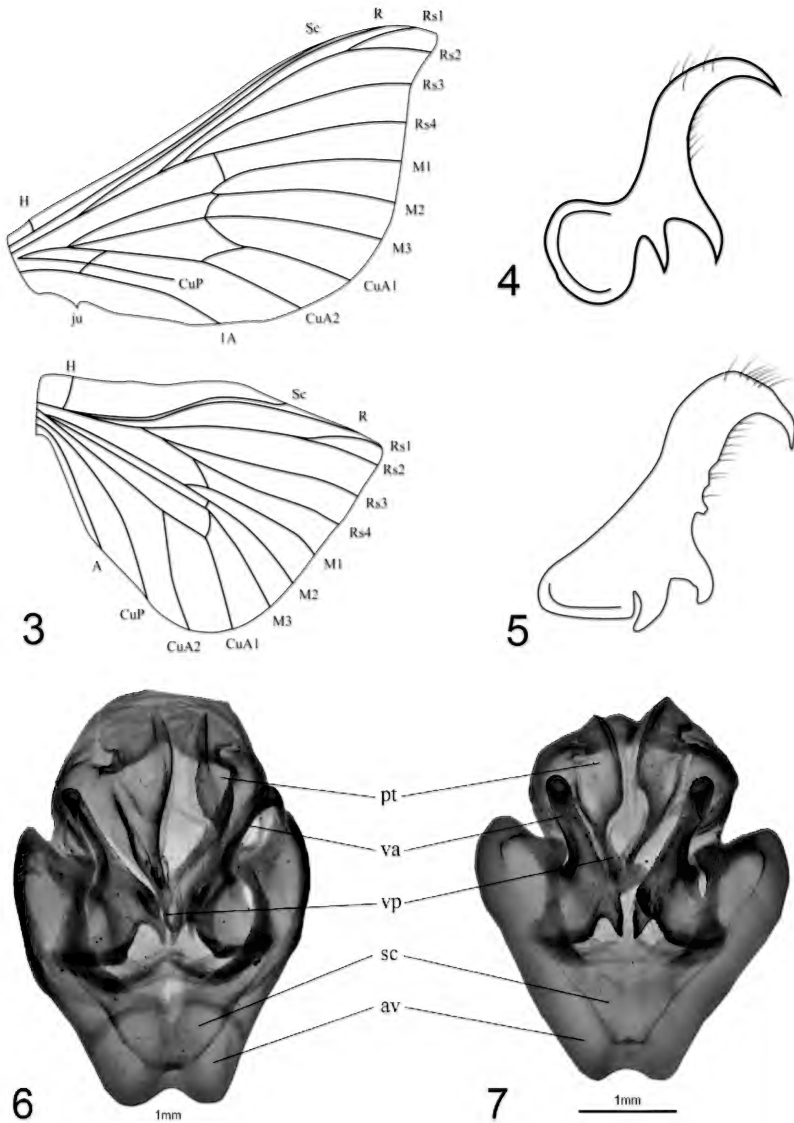 Sc
R
Rs1
Rs2
Rs3
Rs4
H
M1
M2
M3
CuP
CuA1
ju
CuA2
1A
4
H
Sc
R
Rs1
Rs2
Rs3
Rs4
A
M1
CuP
M2
3
CuA2
CuA1
M3
5
pt
va
vp
sc
av
6
1mm
7
1mm